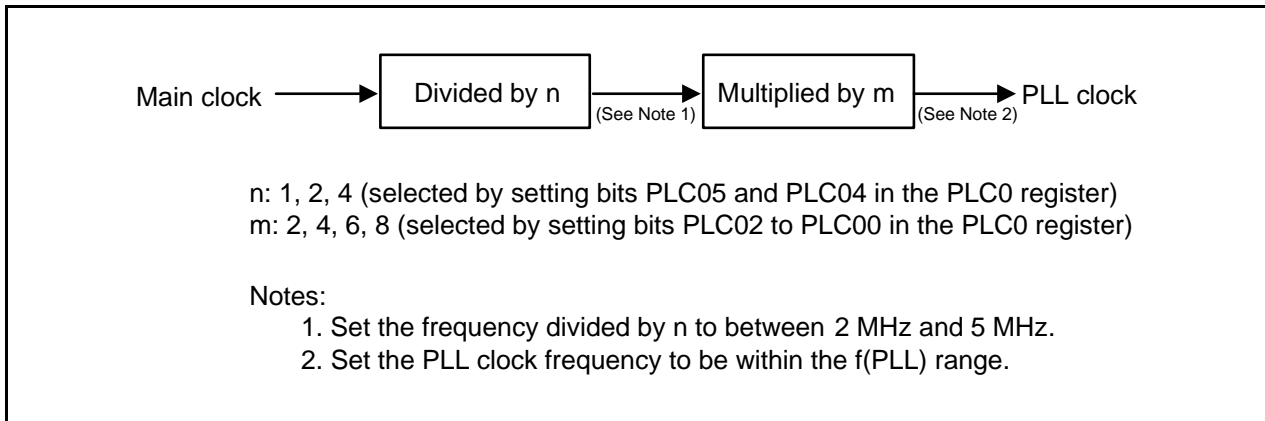 Main clock
Divided by n
(See Note 1)
Multiplied by m
(See Note 2)
PLL clock
n: 1, 2, 4 (selected by setting bits PLC05 and PLC04 in the PLC0 register)
m: 2, 4, 6, 8 (selected by setting bits PLC02 to PLC00 in the PLC0 register)
Notes:
1. Set the frequency divided by n to between 2 MHz and 5 MHz.
2. Set the PLL clock frequency to be within the f(PLL) range.